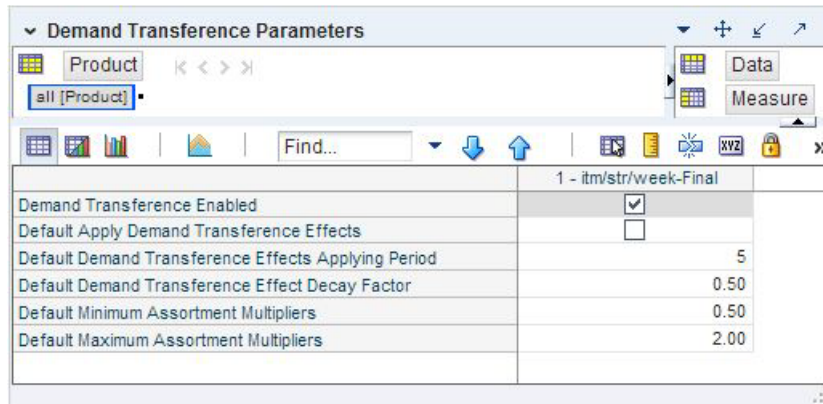 Demand Transference Parameters
Product
all [Product]
Data
Measure
Find...
XYZ
1 - itm/str/week-Final
Demand Transference Enabled
Default Apply Demand Transference Effects
Default Demand Transference Effects Applying Period 5
Default Demand Transference Effect Decay Factor 0.50
Default Minimum Assortment Multipliers 0.50
Default Maximum Assortment Multipliers 2.00